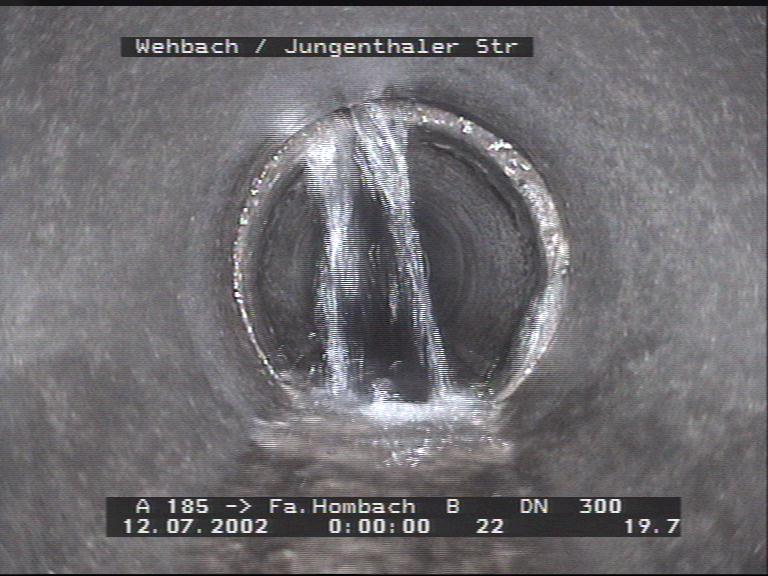 Wehbach / Jungenthaler Str
A 185 -> Fa.Hombach B DN 300
12.07.2002 0:00:00 22 19.7